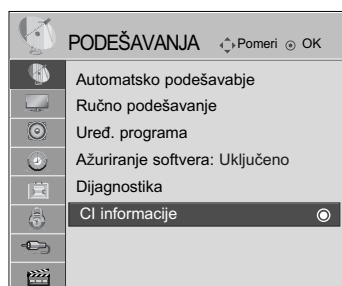 PODEŠAVANJA Pomeri OK
Automatsko podešavabje
Ručno podešavanje
Uređ. programa
Ažuriranje softvera: Uključeno
Dijagnostika
CI informacije